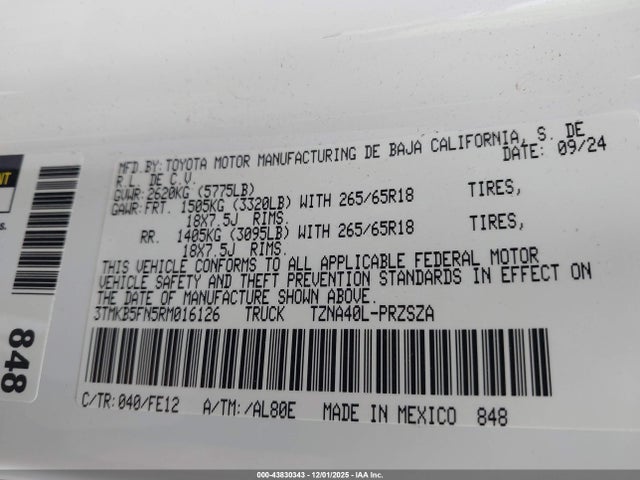 MFD.BY:TOYOTA MOTOR MANUFACTURING DE BAJA CALIFORNIA, S. DE
R.L. DE C.V. DATE: 09/24
GVWR:2620KG (5775LB)
GAWR:FRT. 1505KG (3320LB) WITH 265/65R18 TIRES,
18X7.5J RIMS.
RR. 1405KG (3095LB) WITH 265/65R18 TIRES,
18X7.5J RIMS.
THIS VEHICLE CONFORMS TO ALL APPLICABLE FEDERAL MOTOR
VEHICLE SAFETY AND THEFT PREVENTION STANDARDS IN EFFECT ON
THE DATE OF MANUFACTURE SHOWN ABOVE.
3TMKB5FN5RM016126 TRUCK TZNA40L-PRZSZA
C/TR:040/FE12 A/TM:/AL80E MADE IN MEXICO 848
848
000-43830343 - 12/01/2025 - IAA Inc.